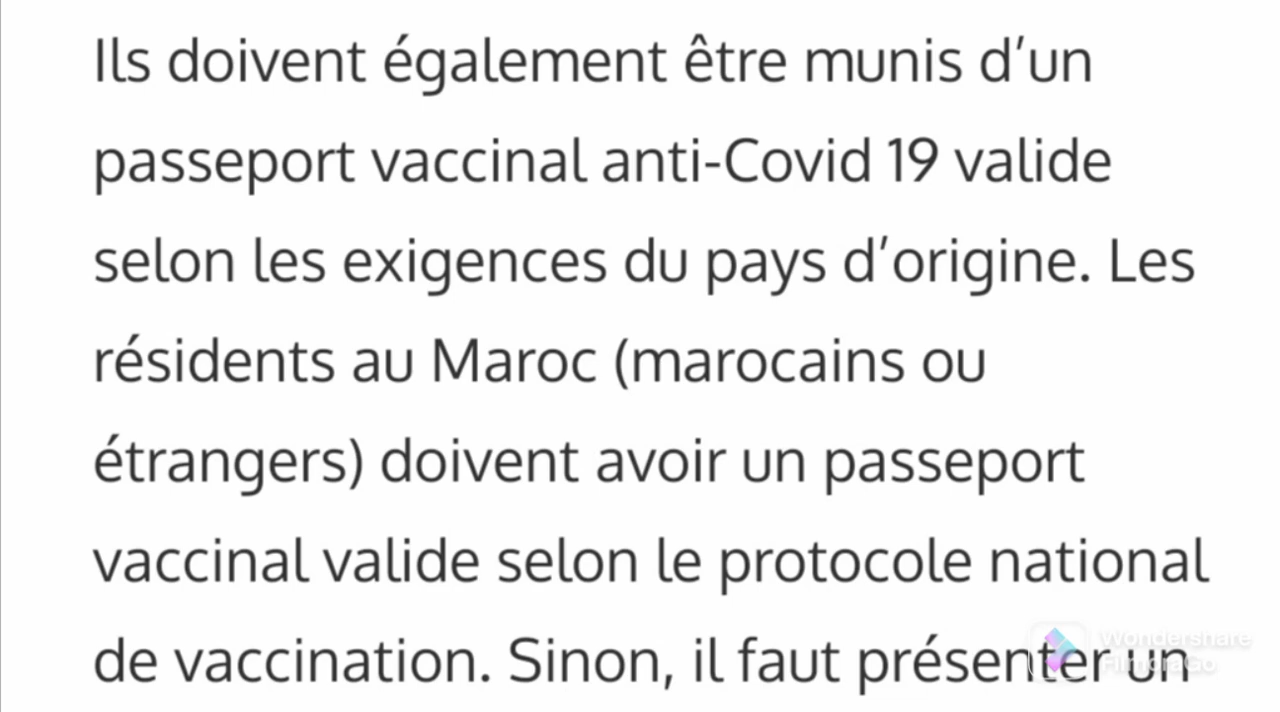 Ils doivent également être munis d’un
passeport vaccinal anti-Covid 19 valide
selon les exigences du pays d’origine. Les
résidents au Maroc (marocains ou
étrangers) doivent avoir un passeport
vaccinal valide selon le protocole national
de vaccination. Sinon, il faut présenter un
Wondershare
FilmoraGo